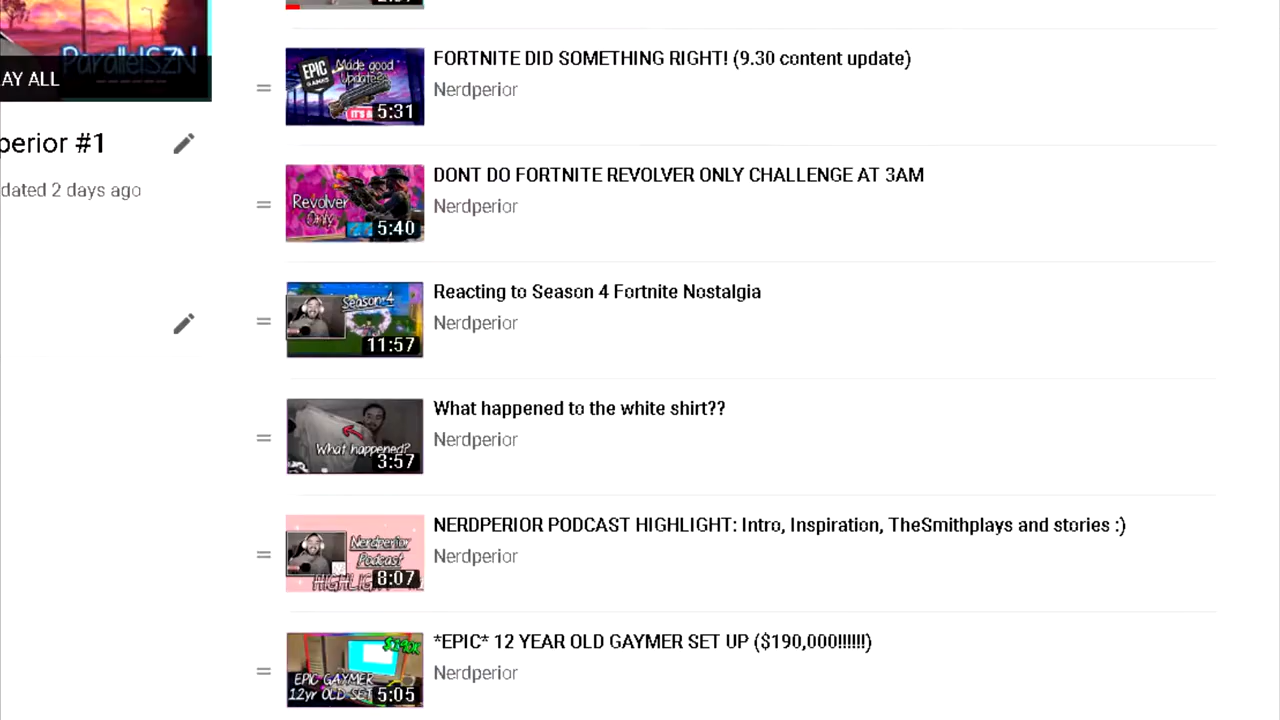 ParallelSZN
AY ALL
perior #1
dated 2 days ago
EPIC
GAMES
Made good
Update??
5:31
FORTNITE DID SOMETHING RIGHT! (9.30 content update)
Nerdperior
Revolver
Only
5:40
DONT DO FORTNITE REVOLVER ONLY CHALLENGE AT 3AM
Nerdperior
Season 4
11:57
Reacting to Season 4 Fortnite Nostalgia
Nerdperior
What happened?
3:57
What happened to the white shirt??
Nerdperior
Nerdperior
Podcast
HIGHLIG
8:07
NERDPERIOR PODCAST HIGHLIGHT: Intro, Inspiration, TheSmithplays and stories :)
Nerdperior
$190K
EPIC GAYMER
12yr OLD SET
5:05
*EPIC* 12 YEAR OLD GAYMER SET UP ($190,000!!!!!!)
Nerdperior